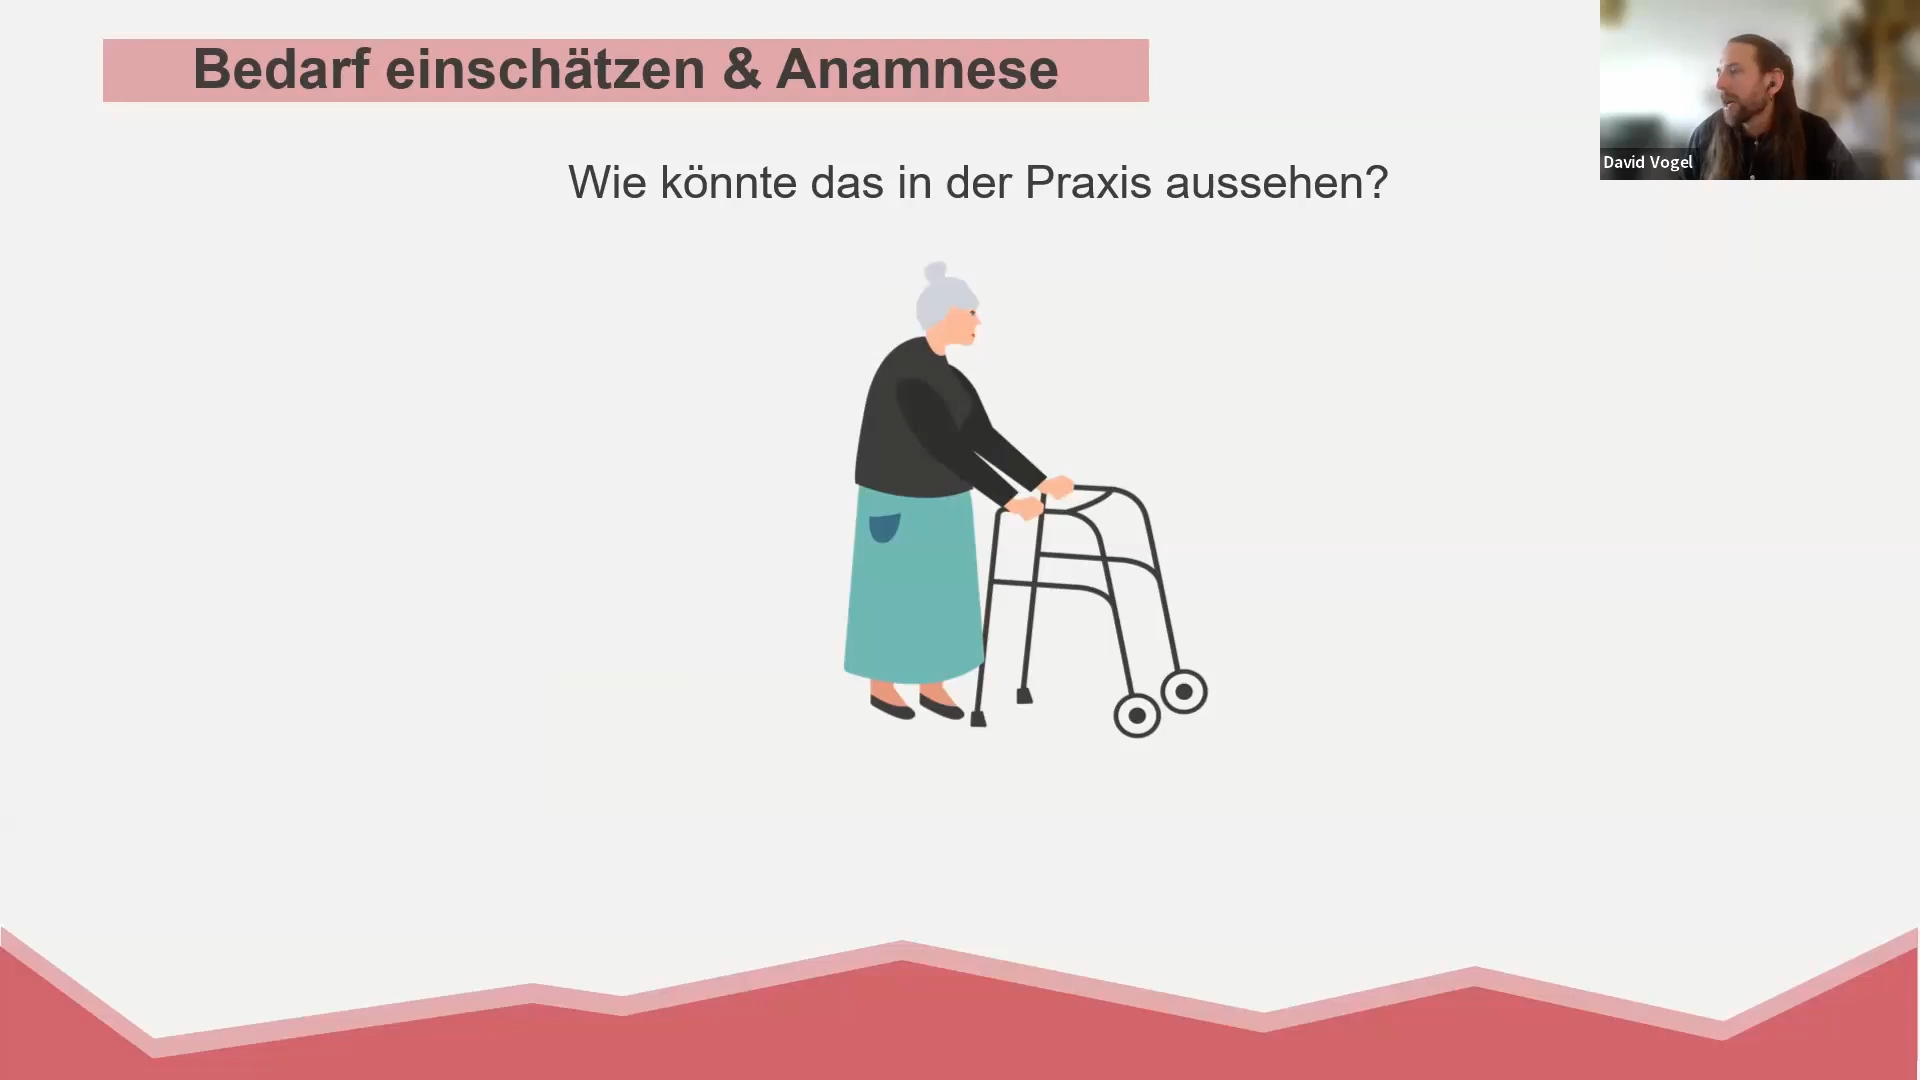 Bedarf einschätzen & Anamnese
Wie könnte das in der Praxis aussehen?
David Vogel